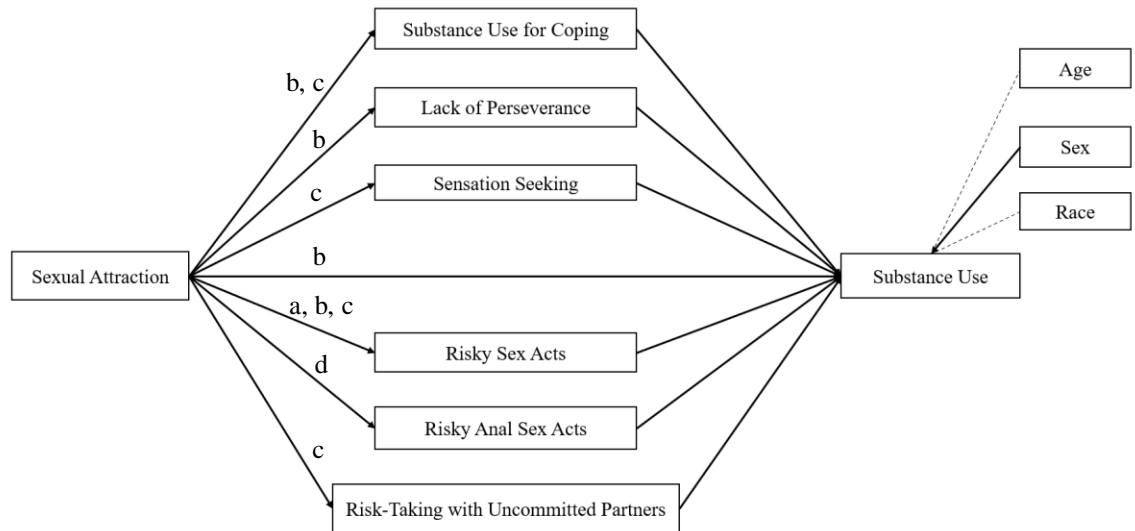 Substance Use for Coping
Age
b, c
Lack of Perseverance
b
Sex
c
Sensation Seeking
Race
b
Sexual Attraction
Substance Use
a, b, c
Risky Sex Acts
d
Risky Anal Sex Acts
c
Risk-Taking with Uncommitted Partners